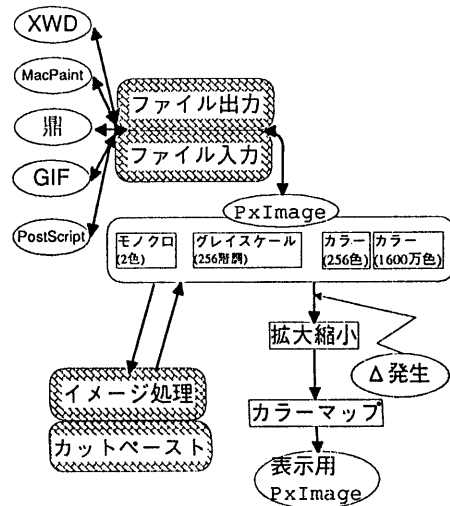 XWD
MacPaint
鼎
GIF
PostScript
ファイル出力
ファイル入力
PxImage
モノクロ
(2色)
グレイスケール
(256階調)
カラー
(256色)
カラー
(1600万色)
拡大縮小
Δ発生
イメージ処理
カットペースト
カラーマップ
表示用
PxImage